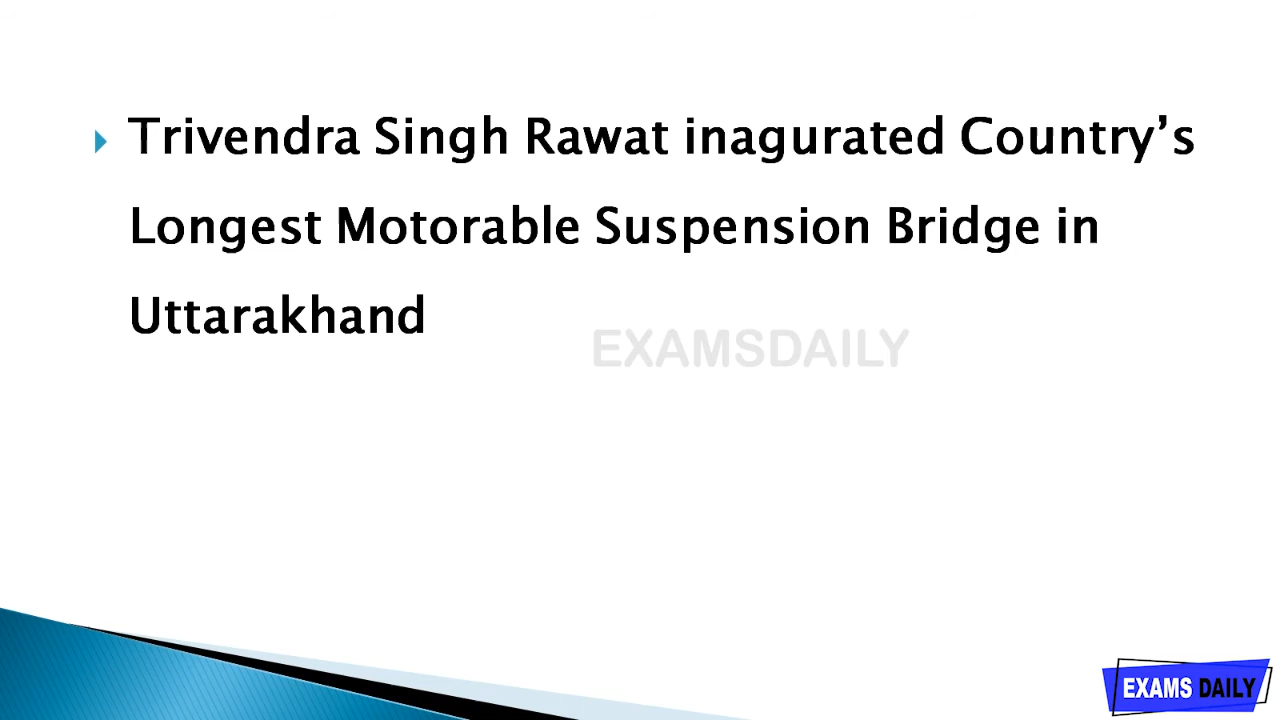 Trivendra Singh Rawat inagurated Country’s
Longest Motorable Suspension Bridge in
Uttarakhand
EXAMSDAILY
EXAMS DAILY